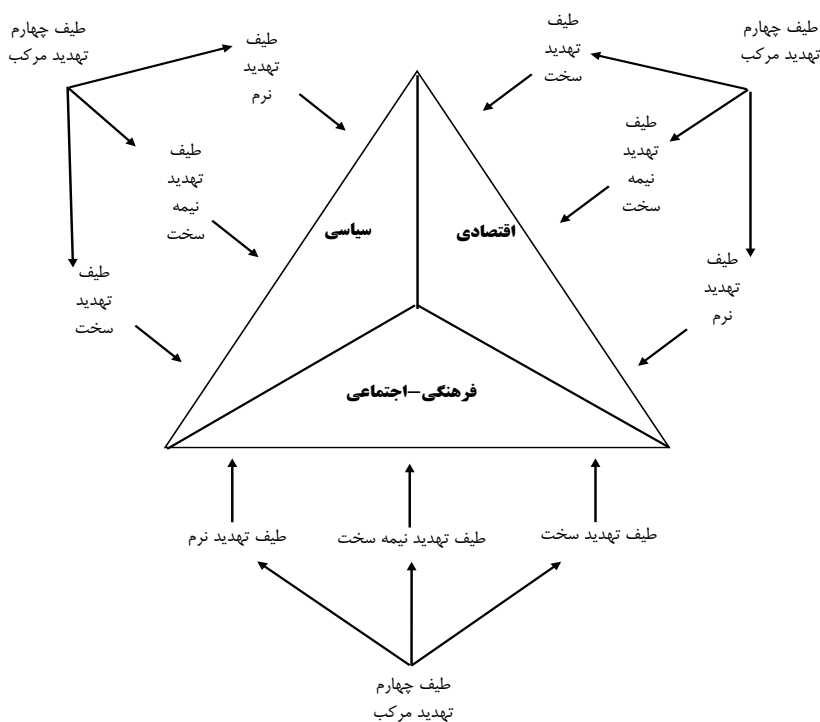 طیف چهارم
تهدید مرکب
طیف
تهدید
سخت
طیف
تهدید
نیمه
سخت
طیف
تهدید
نرم
اقتصادی
طیف چهارم
تهدید مرکب
طیف
تهدید
نرم
طیف
تهدید
نیمه
سخت
طیف
تهدید
سخت
سیاسی
فرهنگی–اجتماعی
طیف تهدید سخت
طیف تهدید نیمه سخت
طیف تهدید نرم
طیف چهارم
تهدید مرکب